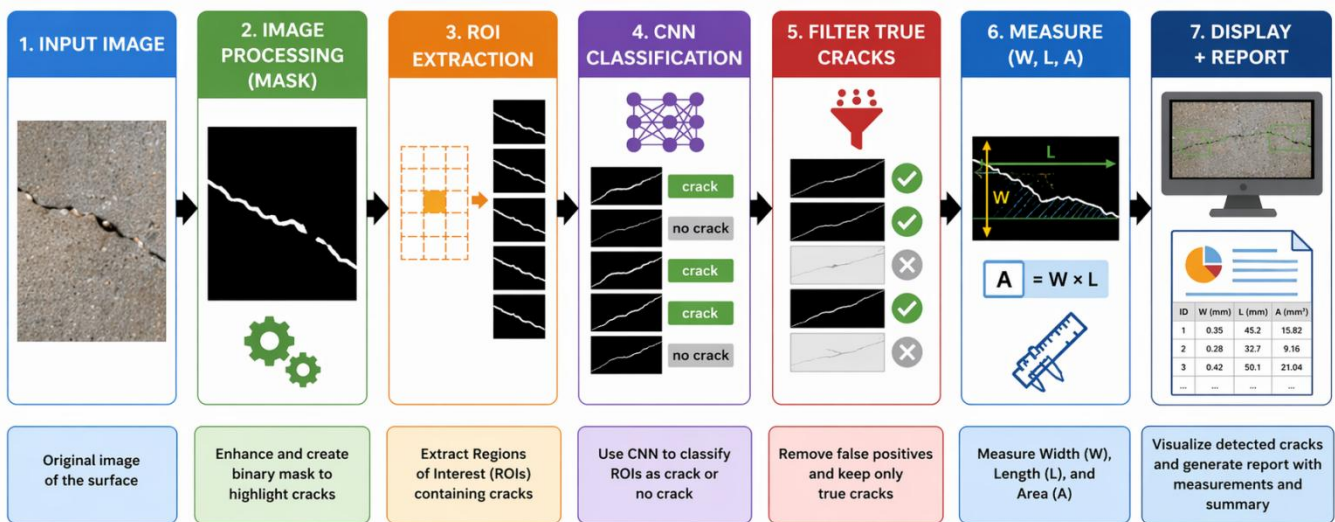 1. INPUT IMAGE
Original image
of the surface
2. IMAGE
PROCESSING
(MASK)
Enhance and create
binary mask to
highlight cracks
3. ROI
EXTRACTION
Extract Regions
of Interest (ROIs)
containing cracks
4. CNN
CLASSIFICATION
crack
no crack
crack
crack
no crack
Use CNN to classify
ROIs as crack or
no crack
5. FILTER TRUE
CRACKS
Remove false positives
and keep only
true cracks
6. MEASURE
(W, L, A)
L
W
A = W × L
Measure Width (W),
Length (L), and
Area (A)
7. DISPLAY
+ REPORT
ID W (mm) L (mm) A (mm²)
1 0.35 45.2 15.82
2 0.28 32.7 9.16
3 0.42 50.1 21.04
... ... ... ...
Visualize detected cracks
and generate report with
measurements and
summary